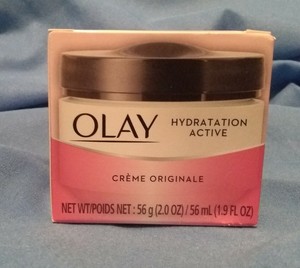 OLAY
HYDRATATION
ACTIVE
CRÈME ORIGINALE
NET WT/POIDS NET : 56 g (2.0 OZ) / 56 mL (1.9 FL OZ)